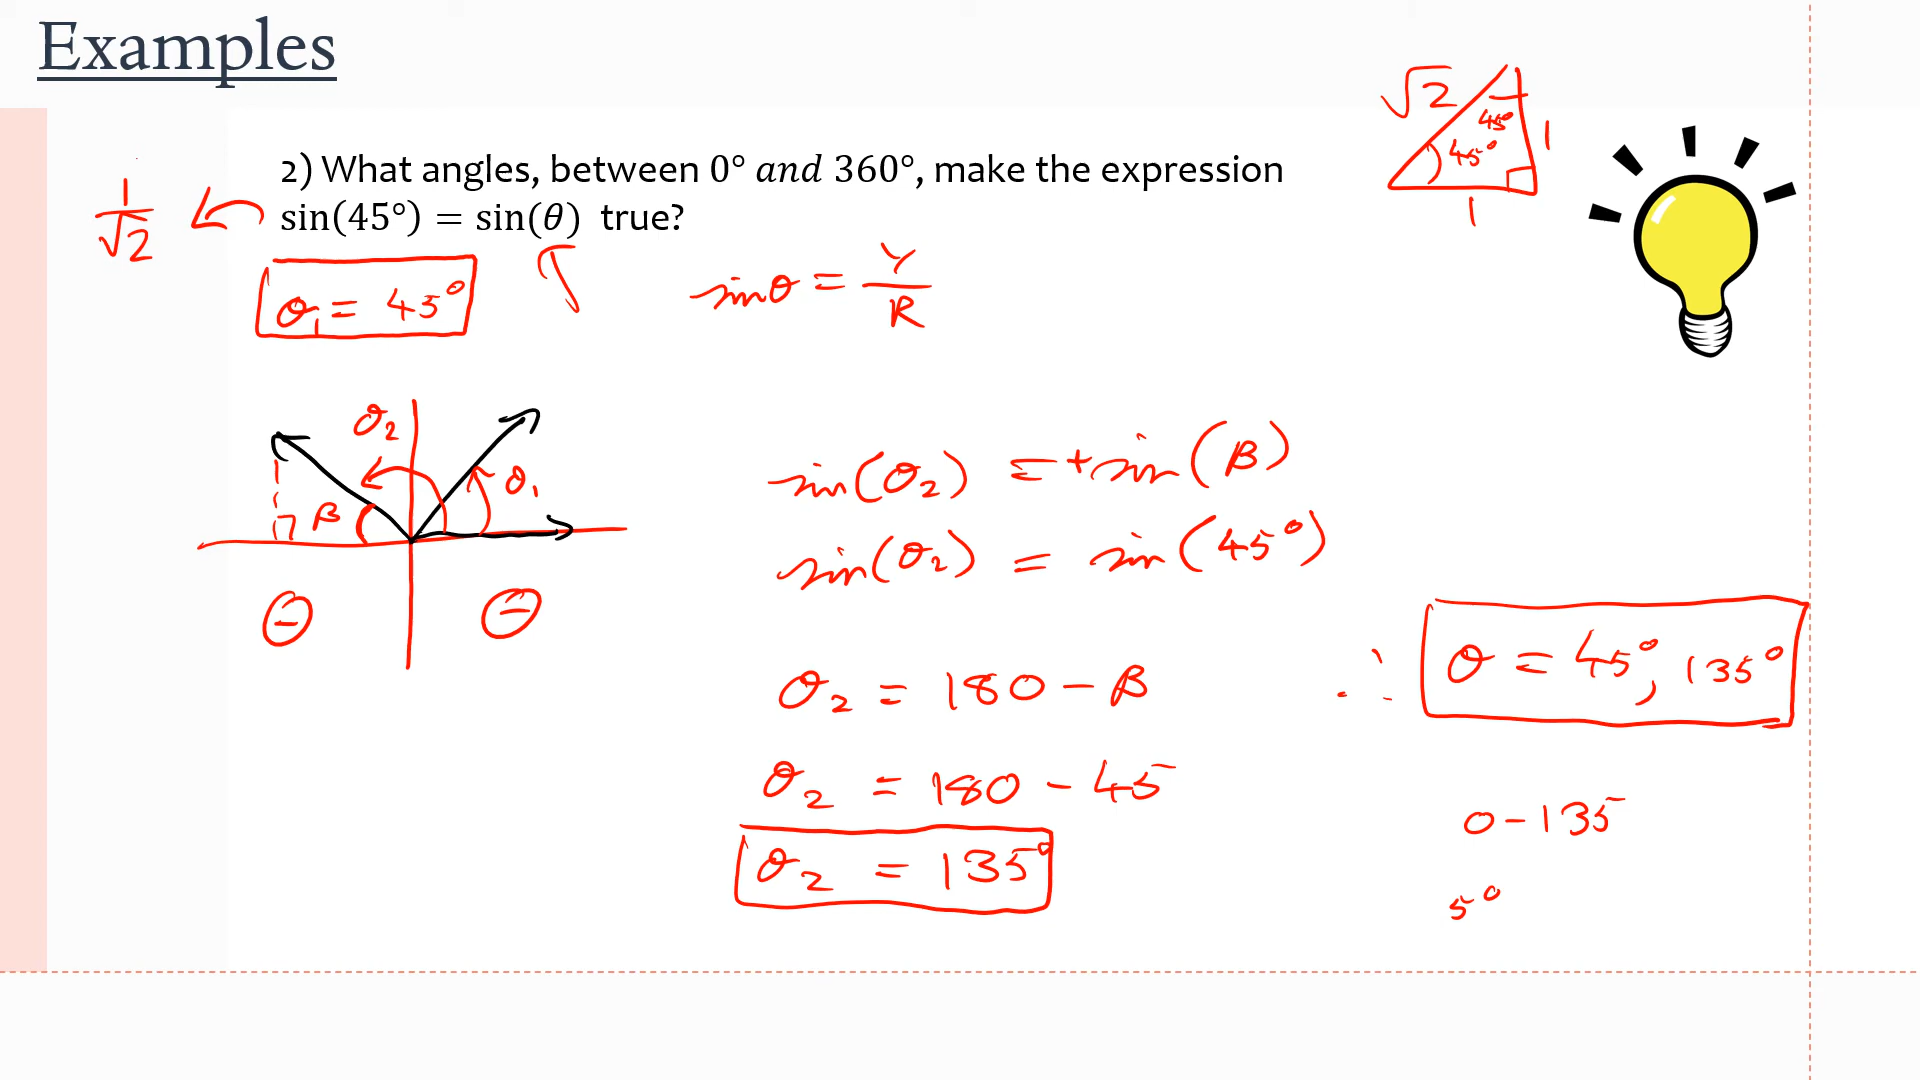 Examples
2) What angles, between 0° and 360°, make the expression
sin(45°) = sin(θ) true?
1/√2
θ₁ = 45°
sinθ = Y/R
√2
45°
45°
1
1
θ₂
θ₁
β
−
−
sin(θ₂) = +sin(β)
sin(θ₂) = sin(45°)
θ₂ = 180 − β
θ₂ = 180 − 45
θ₂ = 135°
∴ θ = 45°, 135°
0 − 135
5°